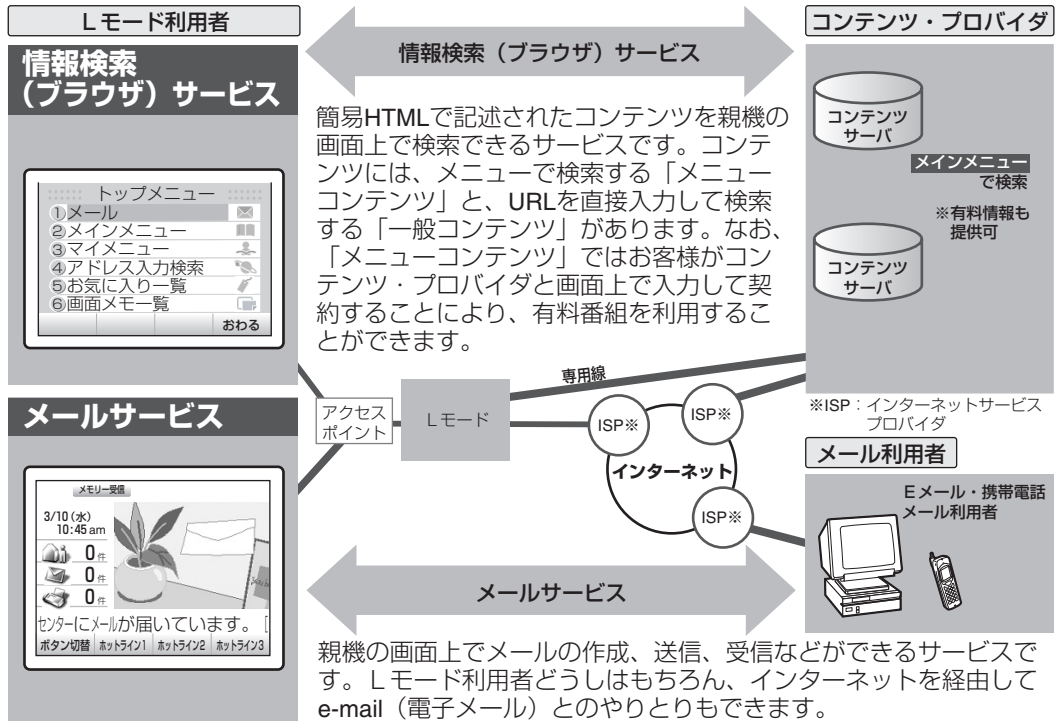 Ｌモード利用者
情報検索
（ブラウザ）サービス
トップメニュー
①メール
②メインメニュー
③マイメニュー
④アドレス入力検索
⑤お気に入り一覧
⑥画面メモ一覧
おわる
情報検索（ブラウザ）サービス
簡易HTMLで記述されたコンテンツを親機の
画面上で検索できるサービスです。コンテ
ンツには、メニューで検索する「メニュー
コンテンツ」と、URLを直接入力して検索
する「一般コンテンツ」があります。なお、
「メニューコンテンツ」ではお客様がコン
テンツ・プロバイダと画面上で入力して契
約することにより、有料番組を利用するこ
とができます。
コンテンツ・プロバイダ
コンテンツ
サーバ
メインメニュー
で検索
※有料情報も
提供可
コンテンツ
サーバ
専用線
アクセス
ポイント
Ｌモード
ISP※
ISP※
インターネット
ISP※
※ISP：インターネットサービス
プロバイダ
メールサービス
メモリー受信
3/10(水)
10:45am
0件
0件
0件
センターにメールが届いています。［
ボタン切替 ホットライン1 ホットライン2 ホットライン3
メール利用者
Ｅメール・携帯電話
メール利用者
メールサービス
親機の画面上でメールの作成、送信、受信などができるサービスで
す。Ｌモード利用者どうしはもちろん、インターネットを経由して
e-mail（電子メール）とのやりとりもできます。